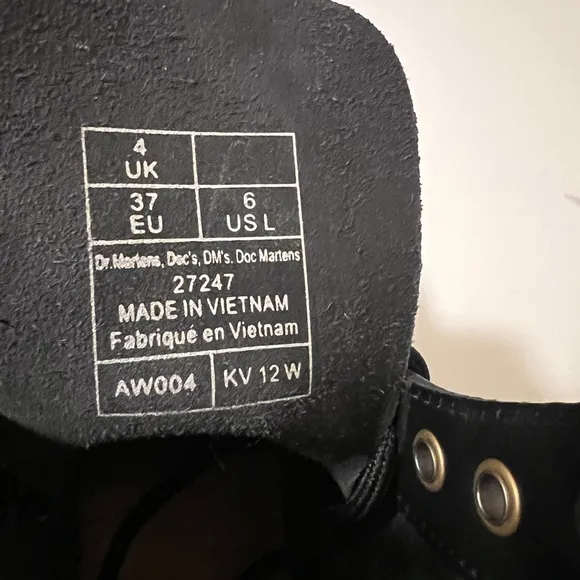 4
UK
37
EU
6
US L
Dr.Martens, Doc's, DM's. Doc Martens
27247
MADE IN VIETNAM
Fabriqué en Vietnam
AW004
KV 12 W